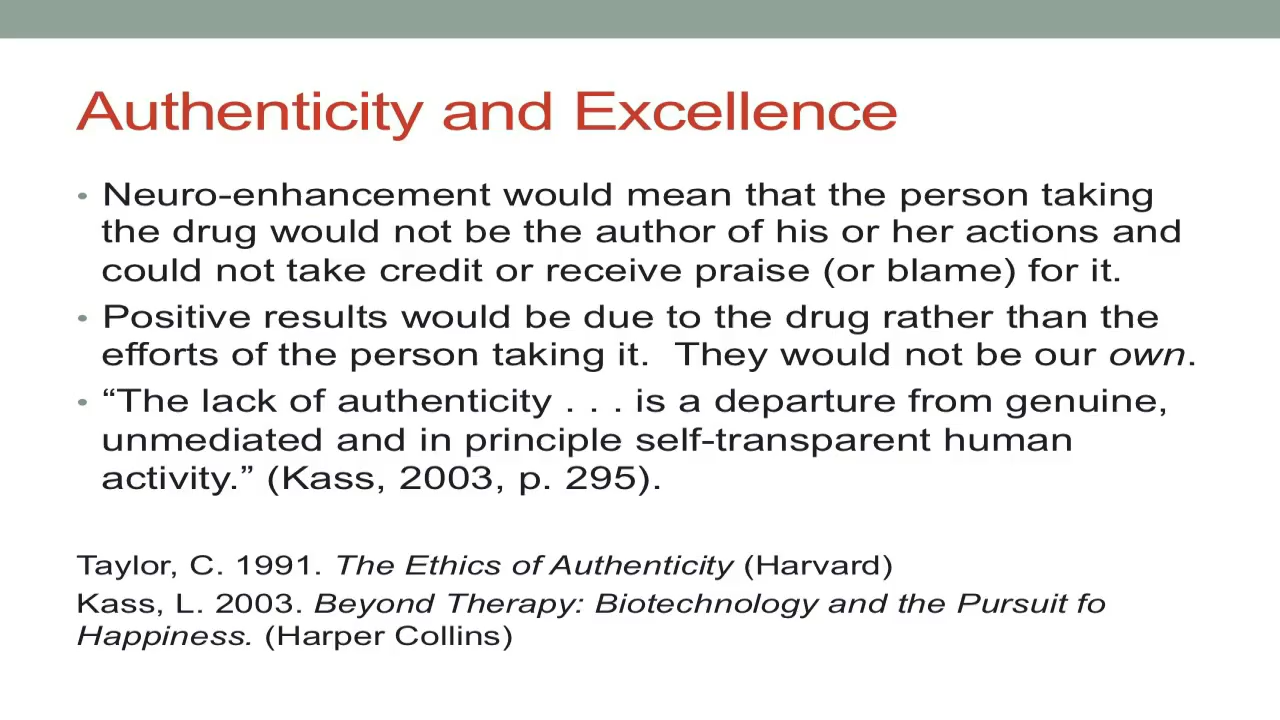 Authenticity and Excellence
• Neuro-enhancement would mean that the person taking
the drug would not be the author of his or her actions and
could not take credit or receive praise (or blame) for it.
• Positive results would be due to the drug rather than the
efforts of the person taking it.  They would not be our own.
• “The lack of authenticity . . . is a departure from genuine,
unmediated and in principle self-transparent human
activity.” (Kass, 2003, p. 295).
Taylor, C. 1991. The Ethics of Authenticity (Harvard)
Kass, L. 2003. Beyond Therapy: Biotechnology and the Pursuit fo
Happiness. (Harper Collins)